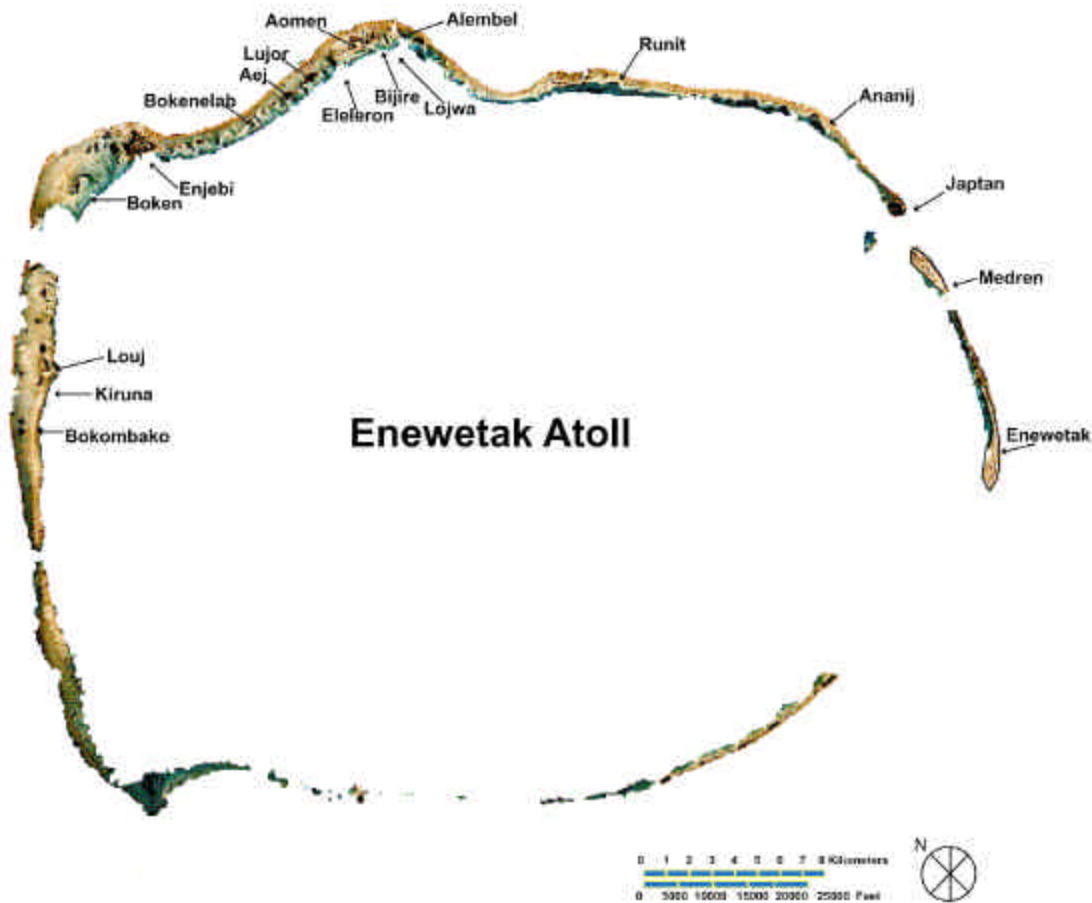 Aomen
Alembel
Lujor
Aej
Bokenelab
Eleleron
Bijire
Lojwa
Runit
Ananij
Enjebi
Boken
Japtan
Medren
Louj
Kiruna
Bokombako
Enewetak Atoll
Enewetak
N
0 1 2 3 4 5 6 7 8 Kilometers
0 5000 10000 15000 20000 25000 Feet